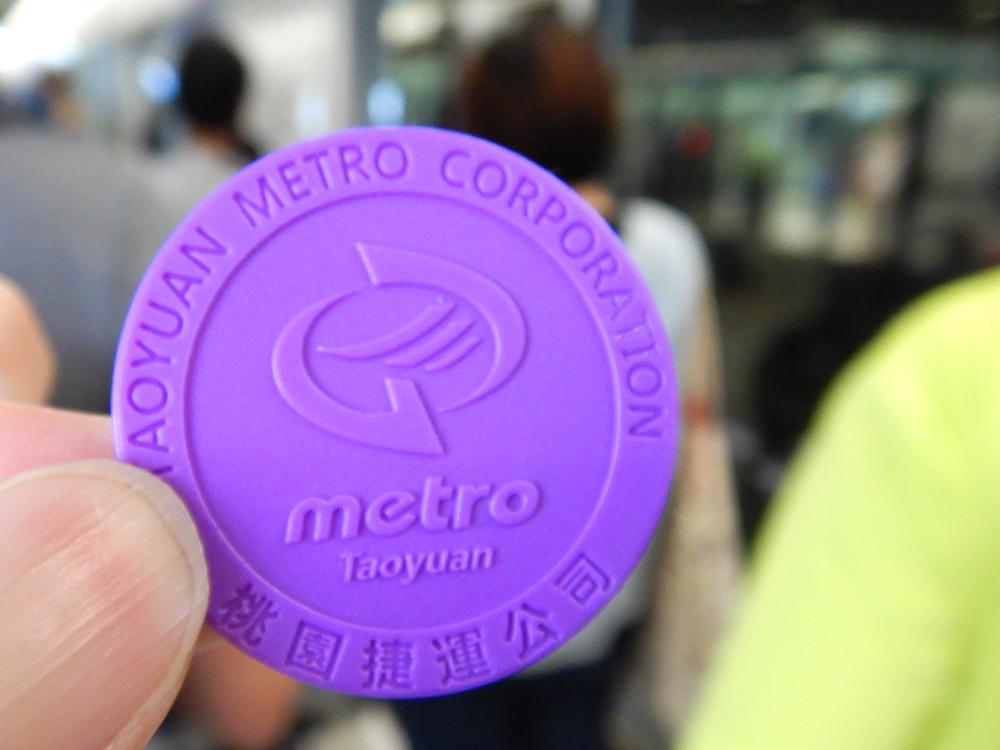 TAOYUAN METRO CORPORATION
metro
Taoyuan
桃園捷運公司